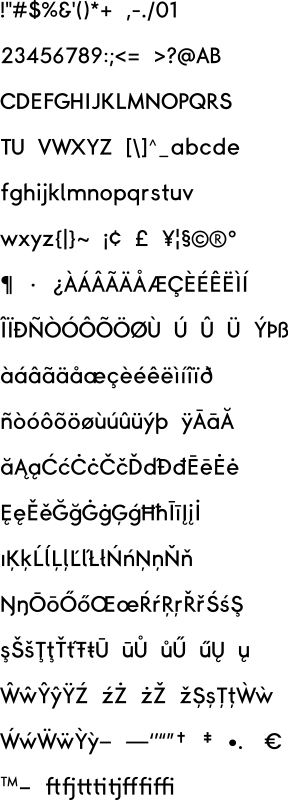 !"#$%&'()*+ ,-./01
23456789:;<= >?@AB
CDEFGHIJKLMNOPQRS
TU VWXYZ [\]^_abcde
fghijklmnopqrstuv
wxyz{|}~ ¡¢ £ ¥¦§©®°
¶ · ¿ÀÁÂÃÄÅÆÇÈÉÊËÌÍ
ÎÏÐÑÒÓÔÕÖØÙ Ú Û Ü ÝÞß
àáâãäåæçèéêëìíîïð
ñòóôõöøùúûüýþ ÿĀāĂ
ăĄąĆćĊċČčĎďĐđĒēĖė
ĘęĚěĞğĠġĢģĦħĪīĮįİ
ıĶķĹĺĻļĽľŁłŃńŅņŇň
ŊŋŌōŐőŒœŔŕŖŗŘřŚśŞ
şŠšŢţŤťŦŧŪ ūŮ ůŰ űŲ ų
ŴŵŶŷŸŹ źŻ żŽ žȘșȚțẀẁ
ẂẃẄẅỲỳ– —‘’“”† ‡ •. €
™−